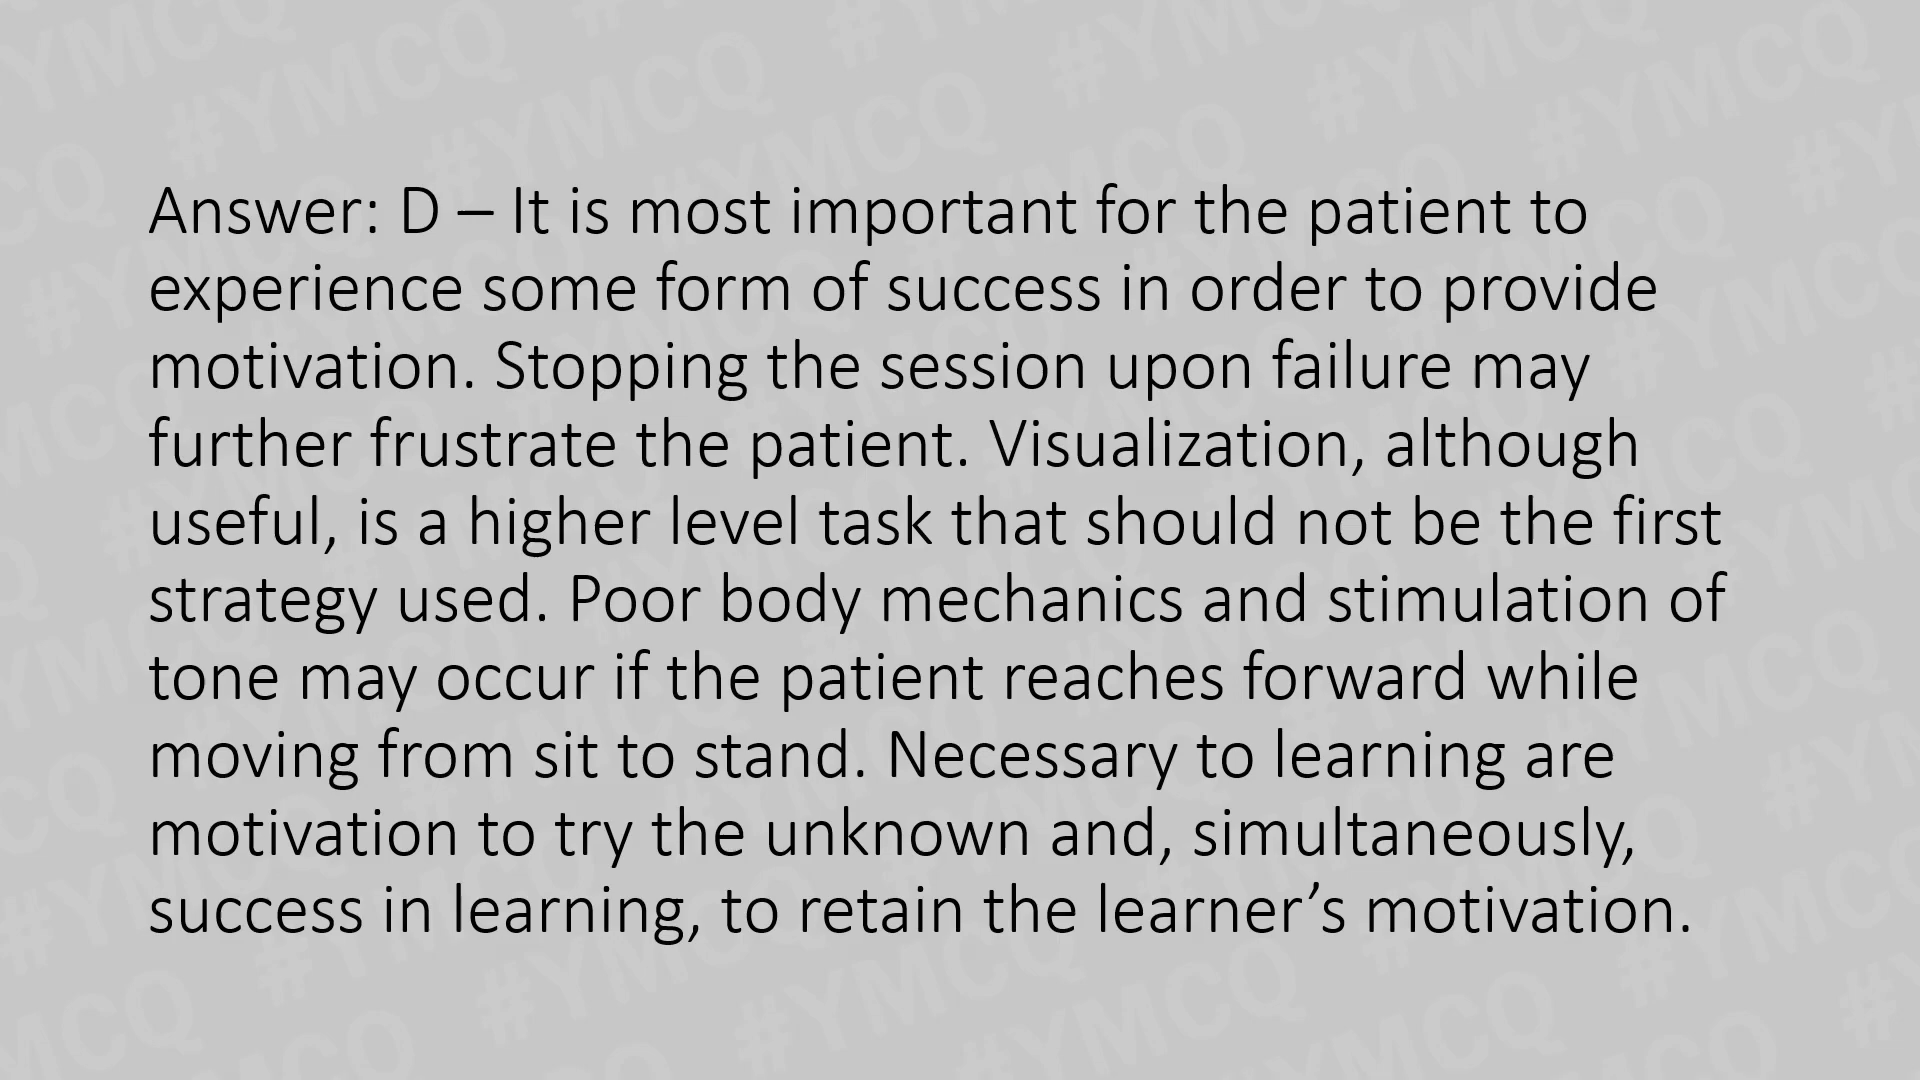 Answer: D – It is most important for the patient to
experience some form of success in order to provide
motivation. Stopping the session upon failure may
further frustrate the patient. Visualization, although
useful, is a higher level task that should not be the first
strategy used. Poor body mechanics and stimulation of
tone may occur if the patient reaches forward while
moving from sit to stand. Necessary to learning are
motivation to try the unknown and, simultaneously,
success in learning, to retain the learner’s motivation.
#YMCQ